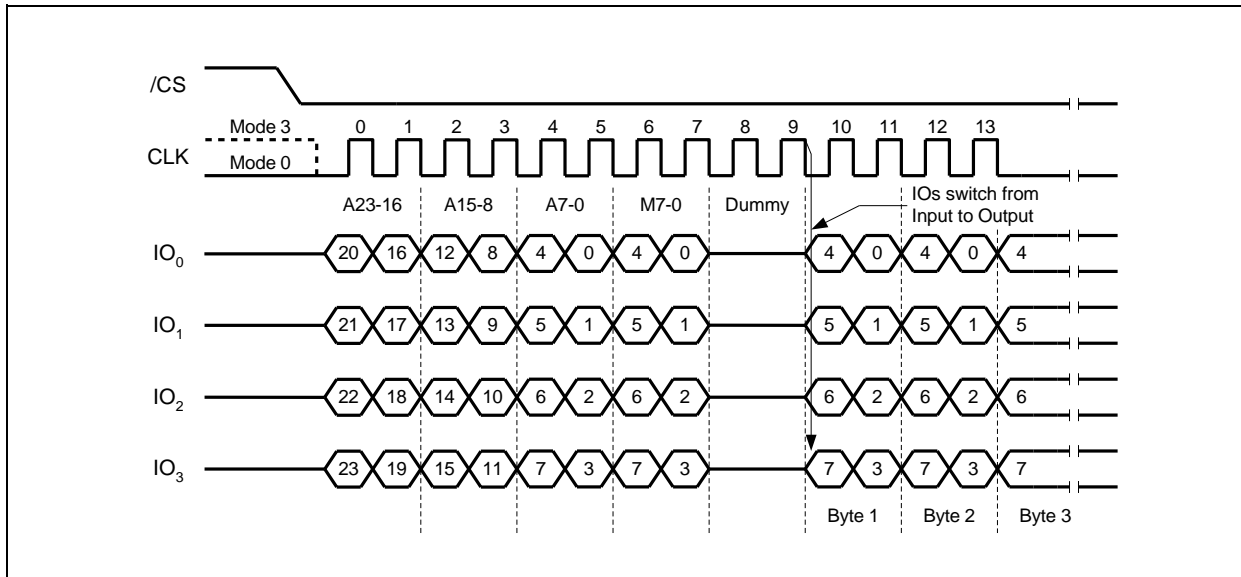 /CS
Mode 3 0 1 2 3 4 5 6 7 8 9 10 11 12 13
CLK
Mode 0
A23-16 A15-8 A7-0 M7-0 Dummy
IOs switch from
Input to Output
IO0 20 16 12 8 4 0 4 0 4 0 4 0 4
IO1 21 17 13 9 5 1 5 1 5 1 5 1 5
IO2 22 18 14 10 6 2 6 2 6 2 6 2 6
IO3 23 19 15 11 7 3 7 3 7 3 7 3 7
Byte 1 Byte 2 Byte 3